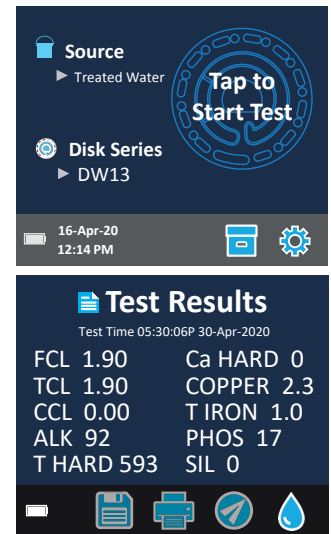 Source
Treated Water
Tap to
Start Test
Disk Series
DW13
16-Apr-20
12:14 PM
Test Results
Test Time 05:30:06P 30-Apr-2020
FCL 1.90
TCL 1.90
CCL 0.00
ALK 92
T HARD 593
Ca HARD 0
COPPER 2.3
T IRON 1.0
PHOS 17
SIL 0